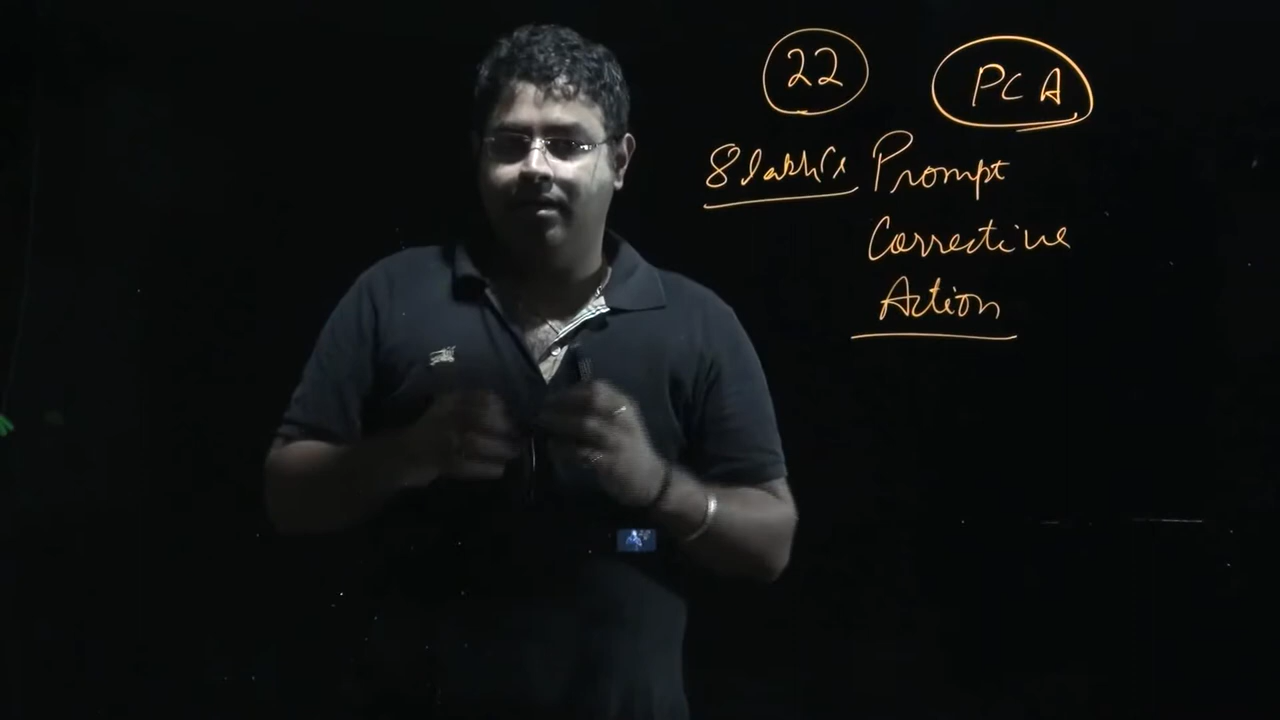 22 PCA
8 lakh Cr Prompt
Corrective
Action